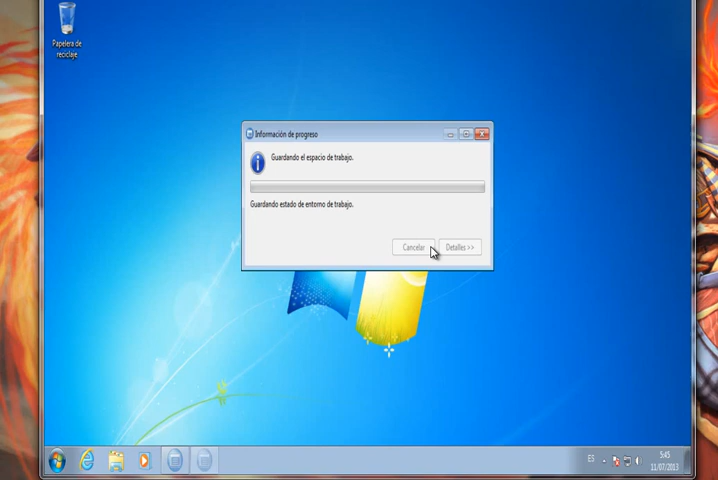 Papelera de
reciclaje
Información de progreso
Guardando el espacio de trabajo.
Guardando estado de entorno de trabajo.
Cancelar
Detalles >>
ES
5:45
11/07/2013